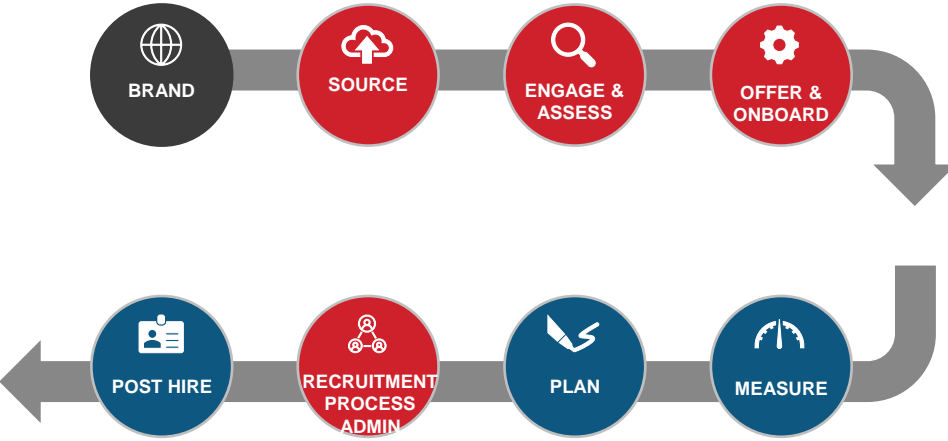 BRAND
SOURCE
ENGAGE &
ASSESS
OFFER &
ONBOARD
POST HIRE
RECRUITMENT
PROCESS
ADMIN
PLAN
MEASURE